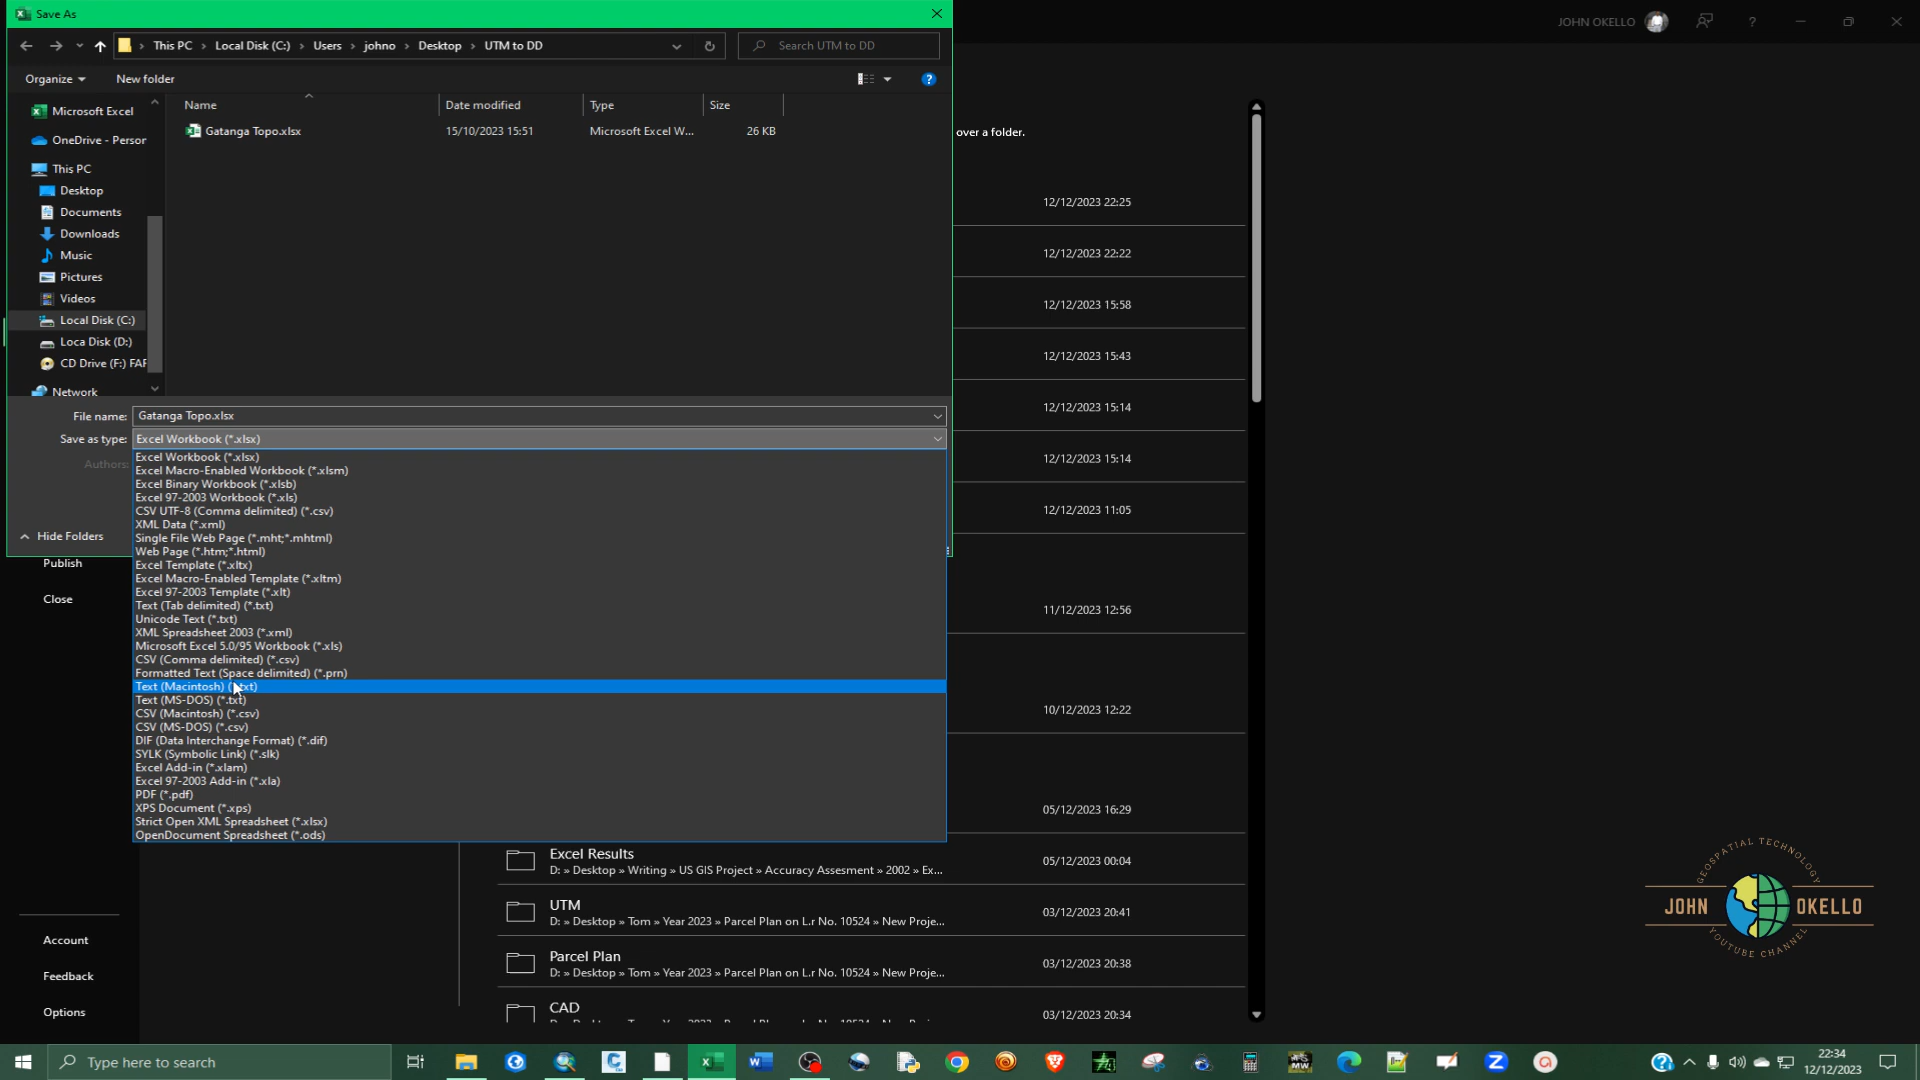 Save As
JOHN OKELLO
This PC > Local Disk (C:) > Users > johno > Desktop > UTM to DD
Search UTM to DD
Organize
New folder
Name
Date modified
Type
Size
Gatanga Topo.xlsx
15/10/2023 15:51
Microsoft Excel W...
26 KB
Microsoft Excel
OneDrive - Person
This PC
Desktop
Documents
Downloads
Music
Pictures
Videos
Local Disk (C:)
Loca Disk (D:)
CD Drive (F:) FAR
Network
File name:
Gatanga Topo.xlsx
Save as type:
Excel Workbook (*.xlsx)
Authors:
Excel Workbook (*.xlsx)
Excel Macro-Enabled Workbook (*.xlsm)
Excel Binary Workbook (*.xlsb)
Excel 97-2003 Workbook (*.xls)
CSV UTF-8 (Comma delimited) (*.csv)
XML Data (*.xml)
Single File Web Page (*.mht;*.mhtml)
Web Page (*.htm;*.html)
Excel Template (*.xltx)
Excel Macro-Enabled Template (*.xltm)
Excel 97-2003 Template (*.xlt)
Text (Tab delimited) (*.txt)
Unicode Text (*.txt)
XML Spreadsheet 2003 (*.xml)
Microsoft Excel 5.0/95 Workbook (*.xls)
CSV (Comma delimited) (*.csv)
Formatted Text (Space delimited) (*.prn)
Text (Macintosh) (*.txt)
Text (MS-DOS) (*.txt)
CSV (Macintosh) (*.csv)
CSV (MS-DOS) (*.csv)
DIF (Data Interchange Format) (*.dif)
SYLK (Symbolic Link) (*.slk)
Excel Add-in (*.xlam)
Excel 97-2003 Add-in (*.xla)
PDF (*.pdf)
XPS Document (*.xps)
Strict Open XML Spreadsheet (*.xlsx)
OpenDocument Spreadsheet (*.ods)
Hide Folders
Publish
Close
Account
Feedback
Options
over a folder.
12/12/2023 22:25
12/12/2023 22:22
12/12/2023 15:58
12/12/2023 15:43
12/12/2023 15:14
12/12/2023 15:14
12/12/2023 11:05
11/12/2023 12:56
10/12/2023 12:22
05/12/2023 16:29
Excel Results
D: » Desktop » Writing » US GIS Project » Accuracy Assesment » 2002 » Ex...
05/12/2023 00:04
UTM
D: » Desktop » Tom » Year 2023 » Parcel Plan on L.r No. 10524 » New Proje...
03/12/2023 20:41
Parcel Plan
D: » Desktop » Tom » Year 2023 » Parcel Plan on L.r No. 10524 » New Proje...
03/12/2023 20:38
CAD
03/12/2023 20:34
GEOSPATIAL TECHNOLOGY
JOHN OKELLO
YOUTUBE CHANNEL
Type here to search
22:34
12/12/2023